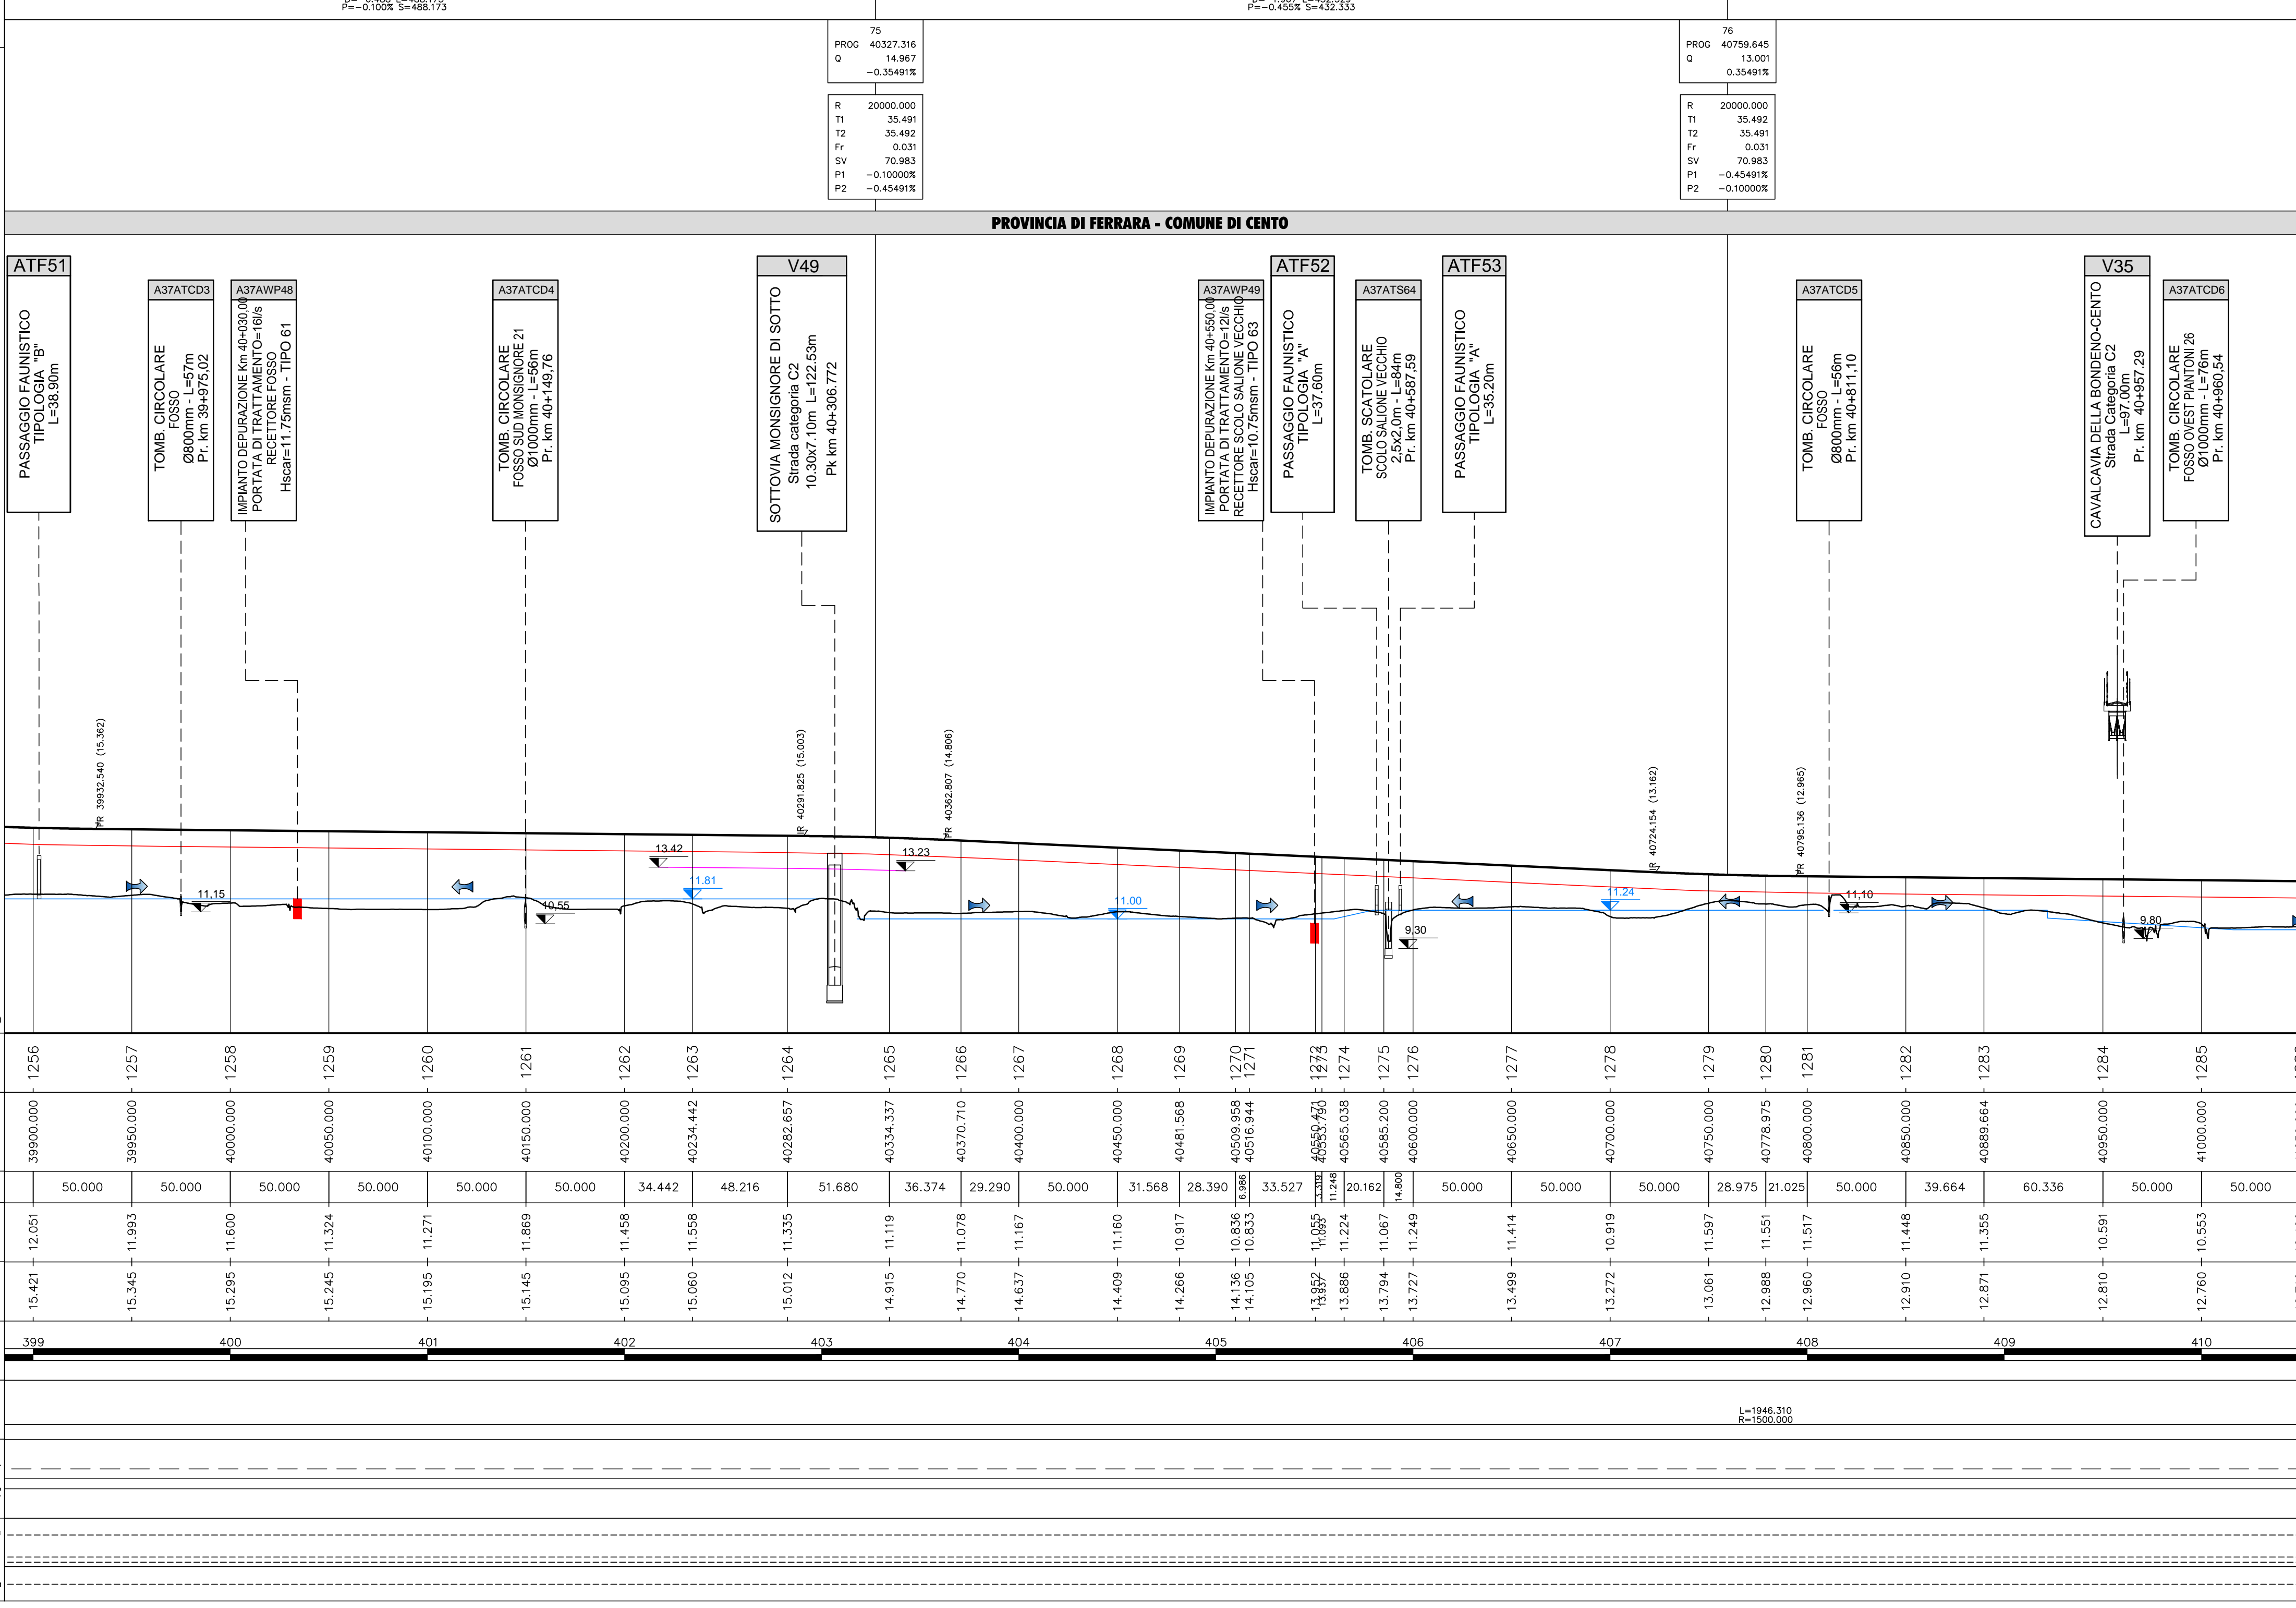 P=-0.100% S=488.173
P=-0.455% S=432.333
75
PROG 40327.316
Q 14.967
-0.35491%
R 20000.000
T1 35.491
T2 35.492
Fr 0.031
SV 70.983
P1 -0.10000%
P2 -0.45491%
76
PROG 40759.645
Q 13.001
0.35491%
R 20000.000
T1 35.492
T2 35.491
Fr 0.031
SV 70.983
P1 -0.45491%
P2 -0.10000%
PROVINCIA DI FERRARA - COMUNE DI CENTO
ATF51
PASSAGGIO FAUNISTICO
TIPOLOGIA "B"
L=38.90m
A37ATCD3
TOMB. CIRCOLARE
FOSSO
Ø800mm - L=57m
Pr. km 39+975,02
A37AWP48
IMPIANTO DEPURAZIONE Km 40+030,00
PORTATA DI TRATTAMENTO=16l/s
RECETTORE FOSSO
Hscar=11.75msm - TIPO 61
A37ATCD4
TOMB. CIRCOLARE
FOSSO SUD MONSIGNORE 21
Ø1000mm - L=56m
Pr. km 40+149,76
V49
SOTTOVIA MONSIGNORE DI SOTTO
Strada categoria C2
10.30x7.10m L=122.53m
Pk km 40+306.772
A37AWP49
IMPIANTO DEPURAZIONE Km 40+550,00
PORTATA DI TRATTAMENTO=12l/s
RECETTORE SCOLO SALIONE VECCHIO
Hscar=10.75msm - TIPO 63
ATF52
PASSAGGIO FAUNISTICO
TIPOLOGIA "A"
L=37.60m
A37ATS64
TOMB. SCATOLARE
SCOLO SALIONE VECCHIO
2,5x2,0m - L=84m
Pr. km 40+587,59
ATF53
PASSAGGIO FAUNISTICO
TIPOLOGIA "A"
L=35.20m
A37ATCD5
TOMB. CIRCOLARE
FOSSO
Ø800mm - L=56m
Pr. km 40+811,10
V35
CAVALCAVIA DELLA BONDENO-CENTO
Strada Categoria C2
L=97.00m
Pr. km 40+957.29
A37ATCD6
TOMB. CIRCOLARE
FOSSO OVEST PIANTONI 26
Ø1000mm - L=76m
Pr. km 40+960,54
FR 39932.540 (15.362)
IR 40291.825 (15.003)
FR 40362.807 (14.806)
IR 40724.154 (13.162)
FR 40795.136 (12.965)
13.42
13.23
11.81
11,15
10.55
11.00
9.30
11.24
11,10
9.80
1256 1257 1258 1259 1260 1261 1262 1263 1264 1265 1266 1267 1268 1269 1270 1271 1272 1273 1274 1275 1276 1277 1278 1279 1280 1281 1282 1283 1284 1285
39900.000 39950.000 40000.000 40050.000 40100.000 40150.000 40200.000 40234.442 40282.657 40334.337 40370.710 40400.000 40450.000 40481.568 40509.958 40516.944 40550.471 40553.790 40565.038 40585.200 40600.000 40650.000 40700.000 40750.000 40778.975 40800.000 40850.000 40889.664 40950.000 41000.000
50.000 50.000 50.000 50.000 50.000 50.000 34.442 48.216 51.680 36.374 29.290 50.000 31.568 28.390 6.986 33.527 3.319 11.248 20.162 14.800 50.000 50.000 50.000 28.975 21.025 50.000 39.664 60.336 50.000 50.000
12.051 11.993 11.600 11.324 11.271 11.869 11.458 11.558 11.335 11.119 11.078 11.167 11.160 10.917 10.836 10.833 11.055 11.093 11.224 11.067 11.249 11.414 10.919 11.597 11.551 11.517 11.448 11.355 10.591 10.553
15.421 15.345 15.295 15.245 15.195 15.145 15.095 15.060 15.012 14.915 14.770 14.637 14.409 14.266 14.136 14.105 13.952 13.937 13.886 13.794 13.727 13.499 13.272 13.061 12.988 12.960 12.910 12.871 12.810 12.760
399 400 401 402 403 404 405 406 407 408 409 410
L=1946.310
R=1500.000